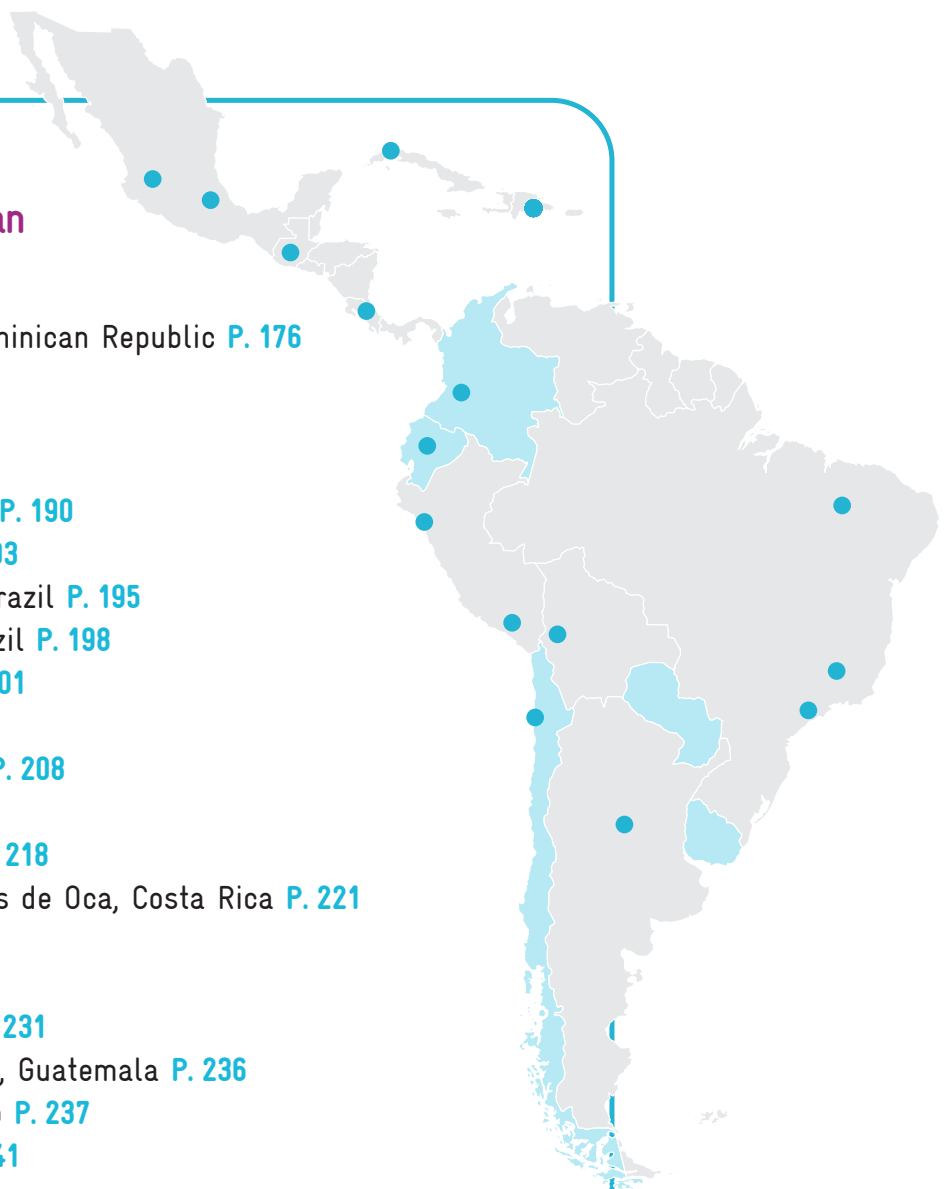 an
minican Republic P. 176
P. 190
93
razil P. 195
zil P. 198
01
P. 208
218
s de Oca, Costa Rica P. 221
231
, Guatemala P. 236
P. 237
41